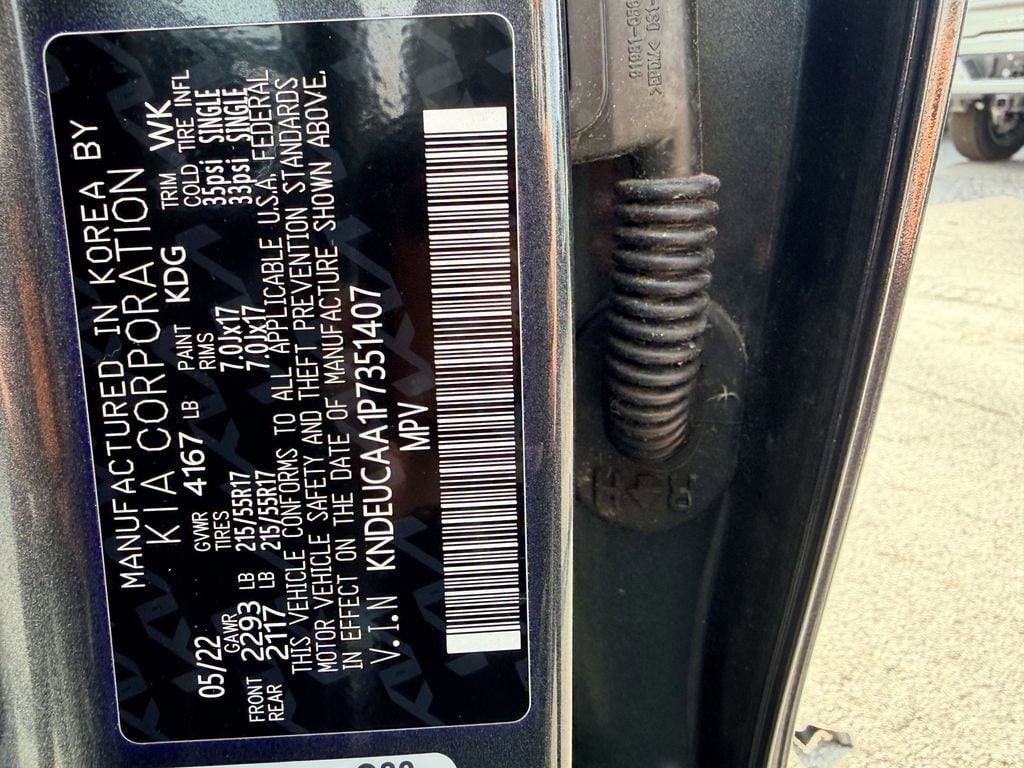 MANUFACTURED IN KOREA BY
KIA CORPORATION
05/22 GVWR 4167 LB PAINT KDG TRIM WK
GAWR TIRES RIMS COLD TIRE INFL
FRONT 2293 LB 215/55R17 7.0Jx17 35psi SINGLE
REAR 2117 LB 215/55R17 7.0Jx17 33psi SINGLE
THIS VEHICLE CONFORMS TO ALL APPLICABLE U.S.A. FEDERAL
MOTOR VEHICLE SAFETY AND THEFT PREVENTION STANDARDS
IN EFFECT ON THE DATE OF MANUFACTURE SHOWN ABOVE.
V.I.N KNDEUCAA1P7351407
MPV